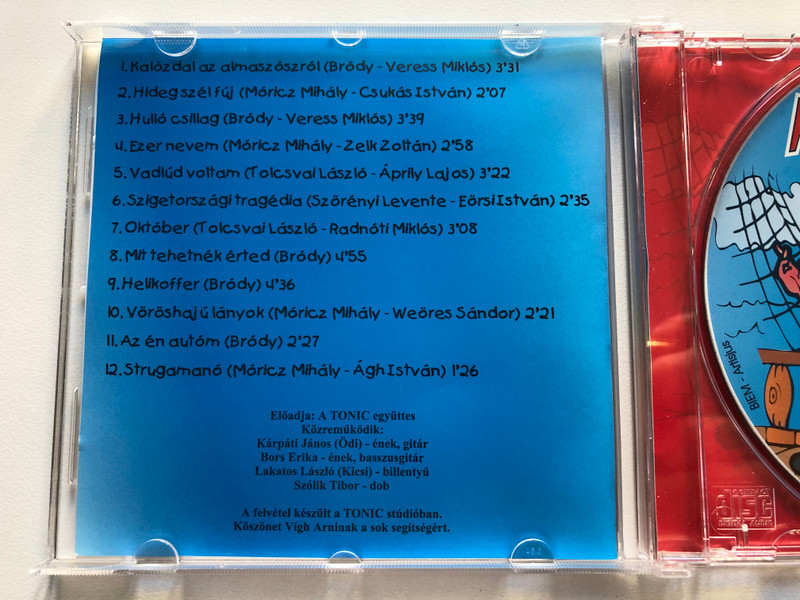 1. Kalózdal az almaszószról (Bródy - Veress Miklós) 3'31
2. Hideg szél fúj (Móricz Mihály - Csukás István) 2'07
3. Hulló csillag (Bródy - Veress Miklós) 3'39
4. Ezer nevem (Móricz Mihály - Zelk Zoltán) 2'58
5. Vadlúd voltam (Tolcsvai László - Áprily Lajos) 3'22
6. Szigetországi tragédia (Szörényi Levente - Eörsi István) 2'35
7. Október (Tolcsvai László - Radnóti Miklós) 3'08
8. Mit tehetnék érted (Bródy) 4'55
9. Helikoffer (Bródy) 4'36
10. Vöröshajú lányok (Móricz Mihály - Weöres Sándor) 2'21
11. Az én autóm (Bródy) 2'27
12. Strugamanó (Móricz Mihály - Ágh István) 1'26
Előadja: A TONIC együttes
Közreműködik:
Kárpáti János (Ödi) - ének, gitár
Bors Erika - ének, basszusgitár
Lakatos László (Kicsi) - billentyű
Szólik Tibor - dob
A felvétel készült a TONIC stúdióban.
Köszönet Vígh Arninak a sok segítségért.
BIEM - Artisjus
COMPACT
disc
DIGITAL AUDIO